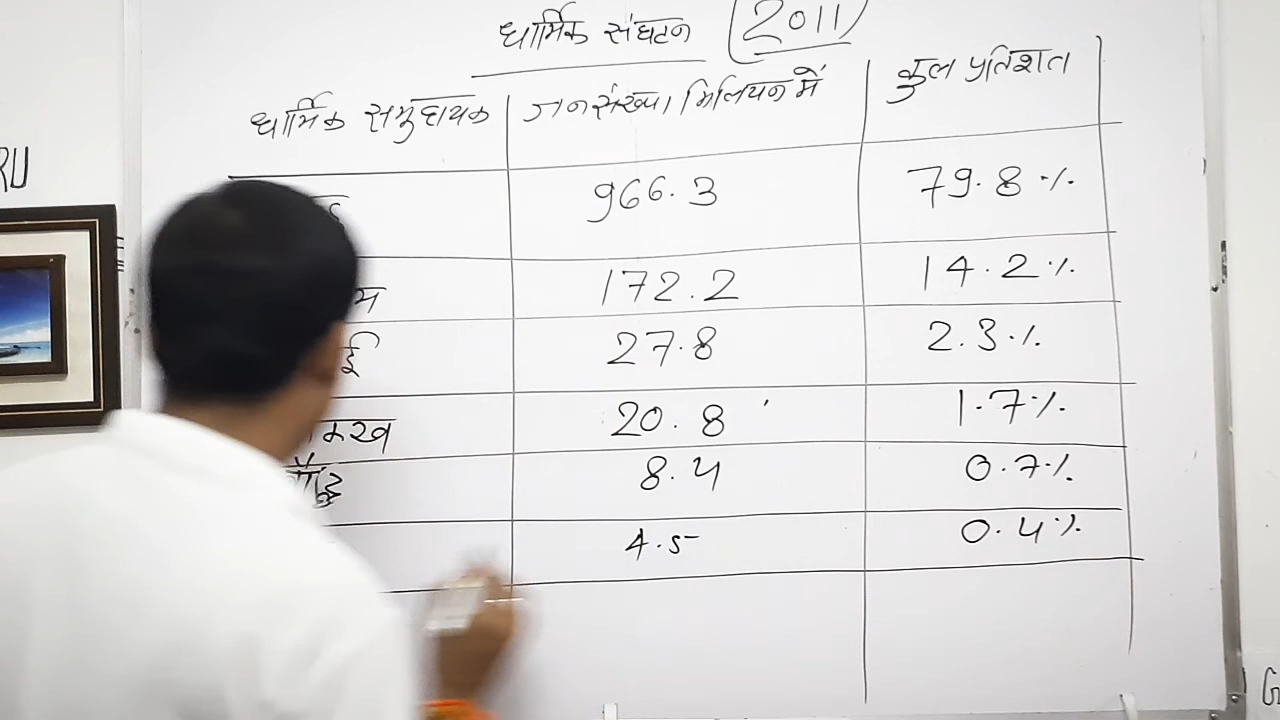 धार्मिक संघटन (2011)
धार्मिक समुदायक जनसंख्या मिलियन में कुल प्रतिशत
966.3 79.8%
172.2 14.2%
27.8 2.3%
20.8 1.7%
बौद्ध 8.4 0.7%
4.5 0.4%
RU
G